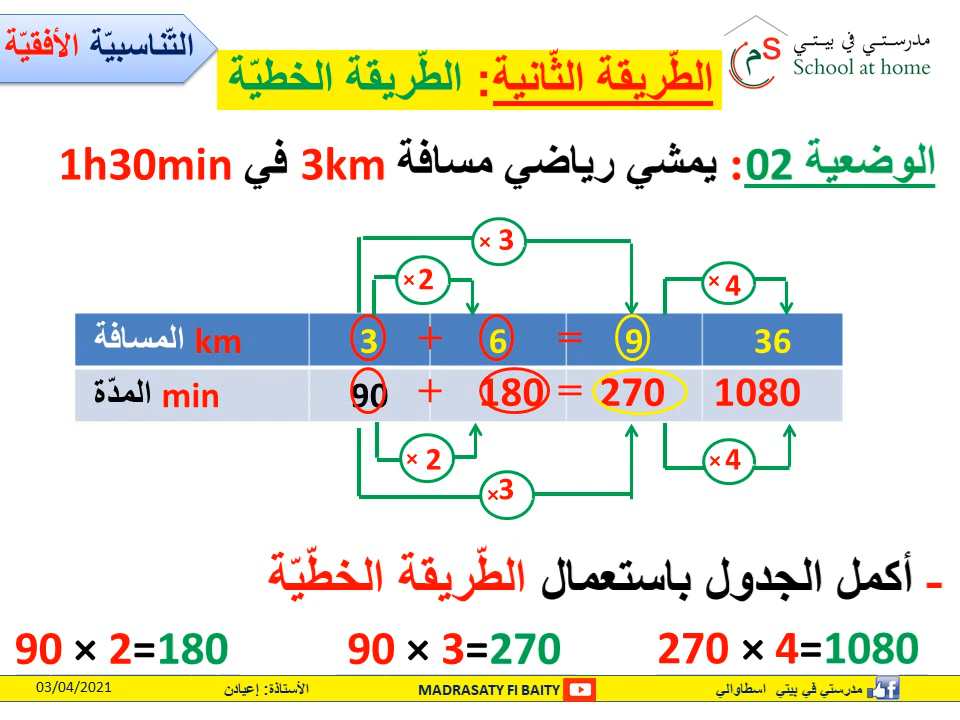 التّناسبيّة الأفقيّة
مدرستي في بيتي
School at home
الطّريقة الثّانية: الطّريقة الخطيّة
الوضعية 02: يمشي رياضي مسافة 3km في 1h30min
× 3
×2
× 4
المسافة km 3 + 6 = 9 36
المدّة min 90 + 180 = 270 1080
× 2
× 4
×3
- أكمل الجدول باستعمال الطّريقة الخطّيّة
90 × 2=180 90 × 3=270 270 × 4=1080
03/04/2021 الأستاذة: إعيادن MADRASATY FI BAITY مدرستي في بيتي اسطاوالي